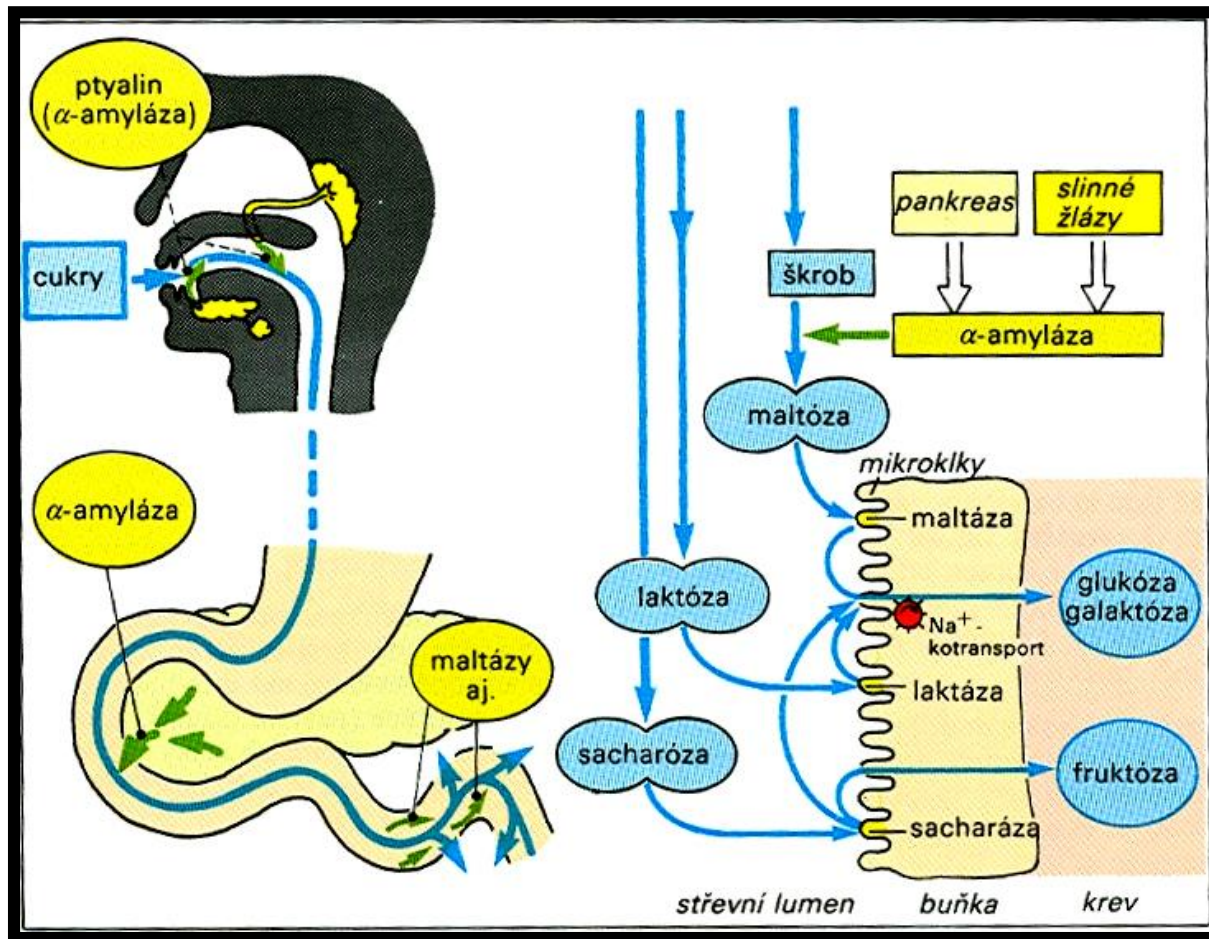 ptyalin
(α-amyláza)
cukry
α-amyláza
maltázy
aj.
pankreas
slinné
žlázy
škrob
α-amyláza
maltóza
mikroklky
maltáza
laktóza
glukóza
galaktóza
Na⁺-
kotransport
laktáza
sacharóza
fruktóza
sacharáza
střevní lumen
buňka
krev